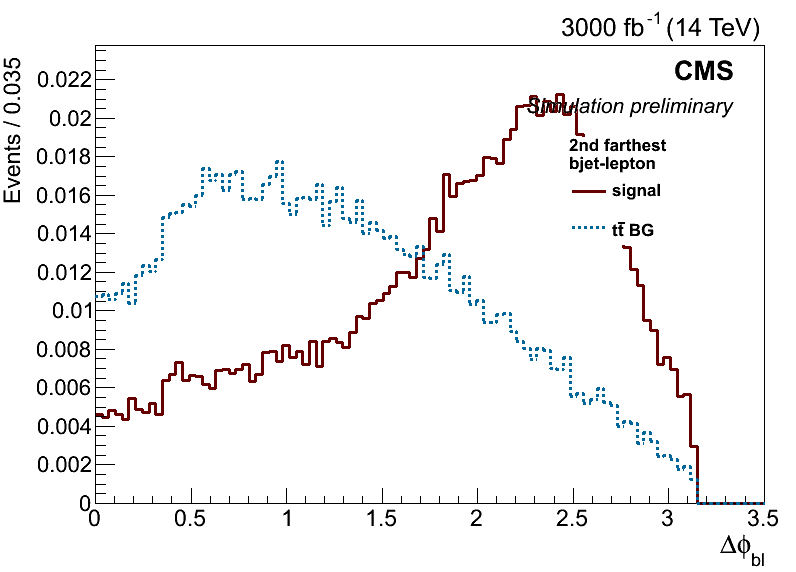 3000 fb⁻¹ (14 TeV)
Events / 0.035
CMS
Simulation preliminary
2nd farthest
bjet-lepton
signal
tt̄ BG
0.022
0.02
0.018
0.016
0.014
0.012
0.01
0.008
0.006
0.004
0.002
0
0 0.5 1 1.5 2 2.5 3 3.5
Δϕbl